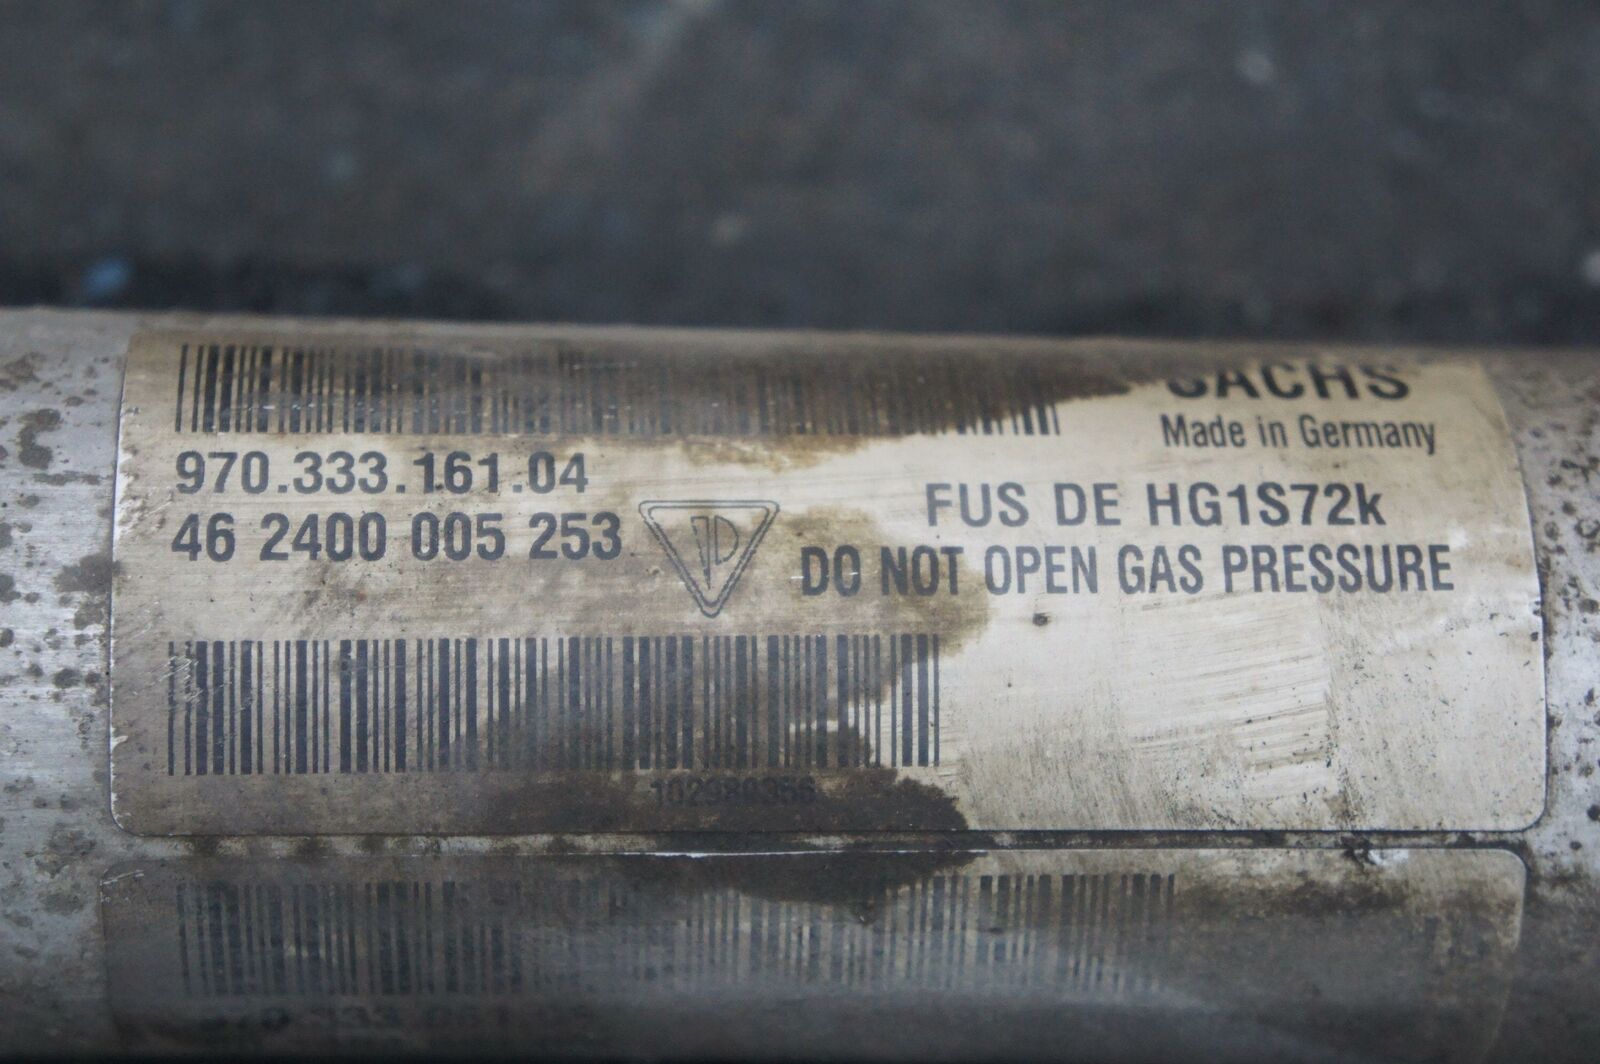 SACHS
Made in Germany
970.333.161.04
46 2400 005 253
FUS DE HG1S72k
DO NOT OPEN GAS PRESSURE
102980356